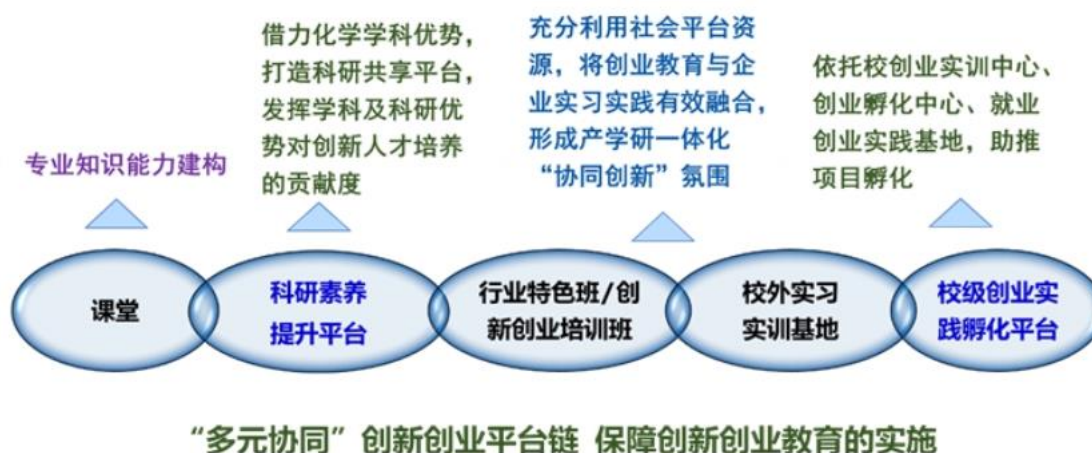 专业知识能力建构
借力化学学科优势，
打造科研共享平台，
发挥学科及科研优
势对创新人才培养
的贡献度
充分利用社会平台资
源，将创业教育与企
业实习实践有效融合，
形成产学研一体化
“协同创新”氛围
依托校创业实训中心、
创业孵化中心、就业
创业实践基地，助推
项目孵化
课堂
科研素养
提升平台
行业特色班/创
新创业培训班
校外实习
实训基地
校级创业实
践孵化平台
“多元协同”创新创业平台链 保障创新创业教育的实施